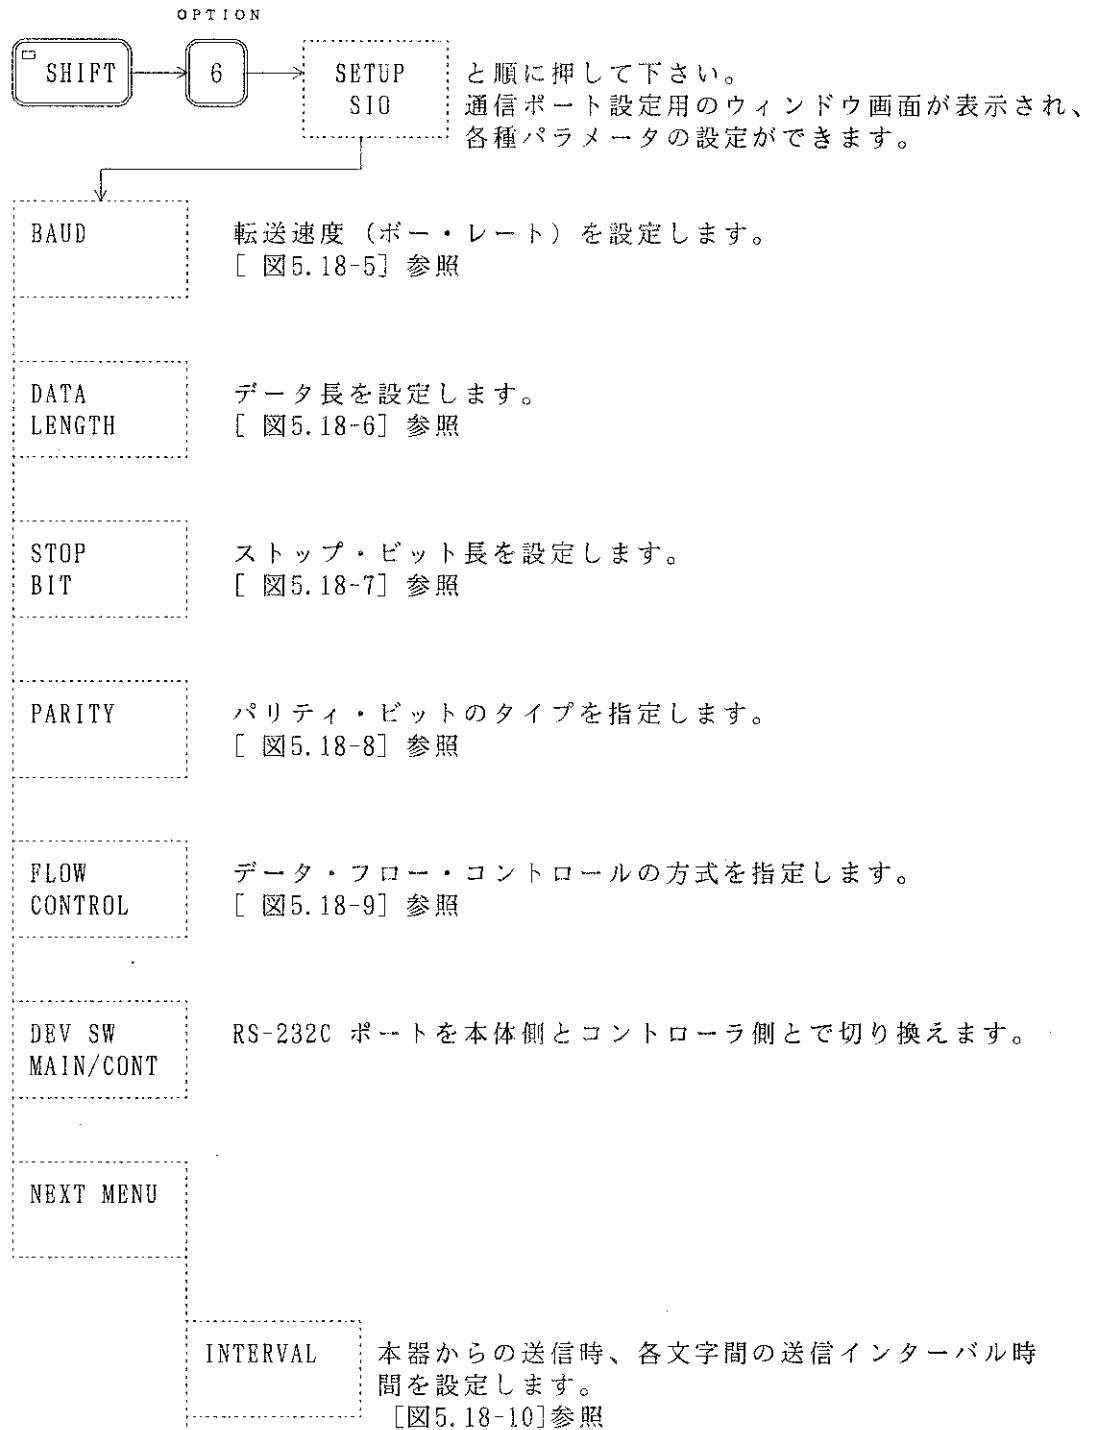 OPTION
SHIFT 6 SETUP と順に押して下さい。
SIO 通信ポート設定用のウィンドウ画面が表示され、
各種パラメータの設定ができます。
BAUD 転送速度（ボー・レート）を設定します。
[ 図5.18-5] 参照
DATA データ長を設定します。
LENGTH [ 図5.18-6] 参照
STOP ストップ・ビット長を設定します。
BIT [ 図5.18-7] 参照
PARITY パリティ・ビットのタイプを指定します。
[ 図5.18-8] 参照
FLOW データ・フロー・コントロールの方式を指定します。
CONTROL [ 図5.18-9] 参照
DEV SW RS-232C ポートを本体側とコントローラ側とで切り換えます。
MAIN/CONT
NEXT MENU
INTERVAL 本器からの送信時、各文字間の送信インターバル時
間を設定します。
[図5.18-10]参照